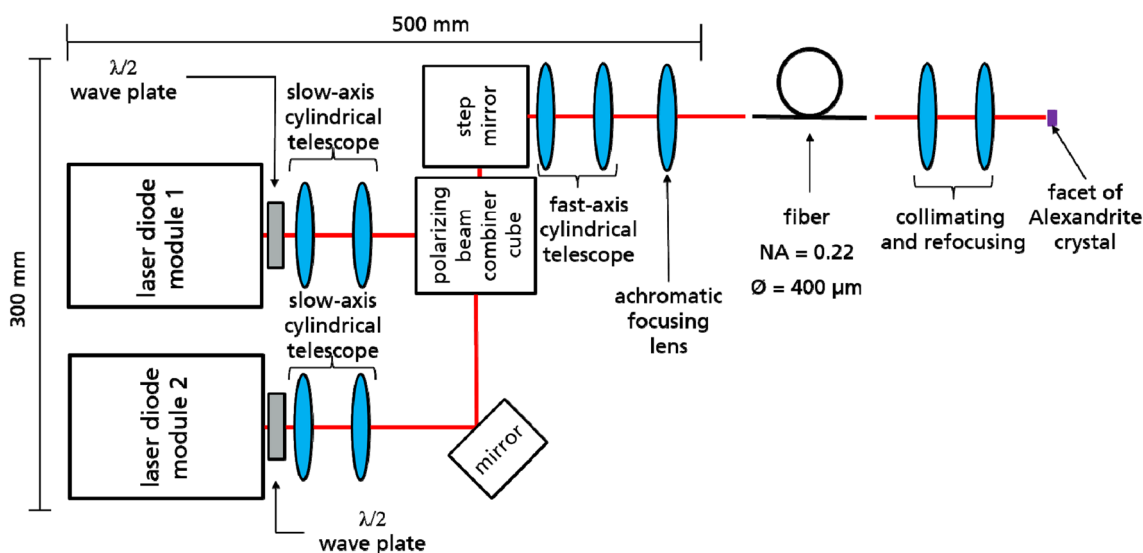 500 mm
300 mm
λ/2
wave plate
slow-axis
cylindrical
telescope
step
mirror
laser diode
module 1
polarizing
beam
combiner
cube
fast-axis
cylindrical
telescope
achromatic
focusing
lens
fiber
NA = 0.22
Ø = 400 µm
collimating
and refocusing
facet of
Alexandrite
crystal
slow-axis
cylindrical
telescope
laser diode
module 2
mirror
λ/2
wave plate